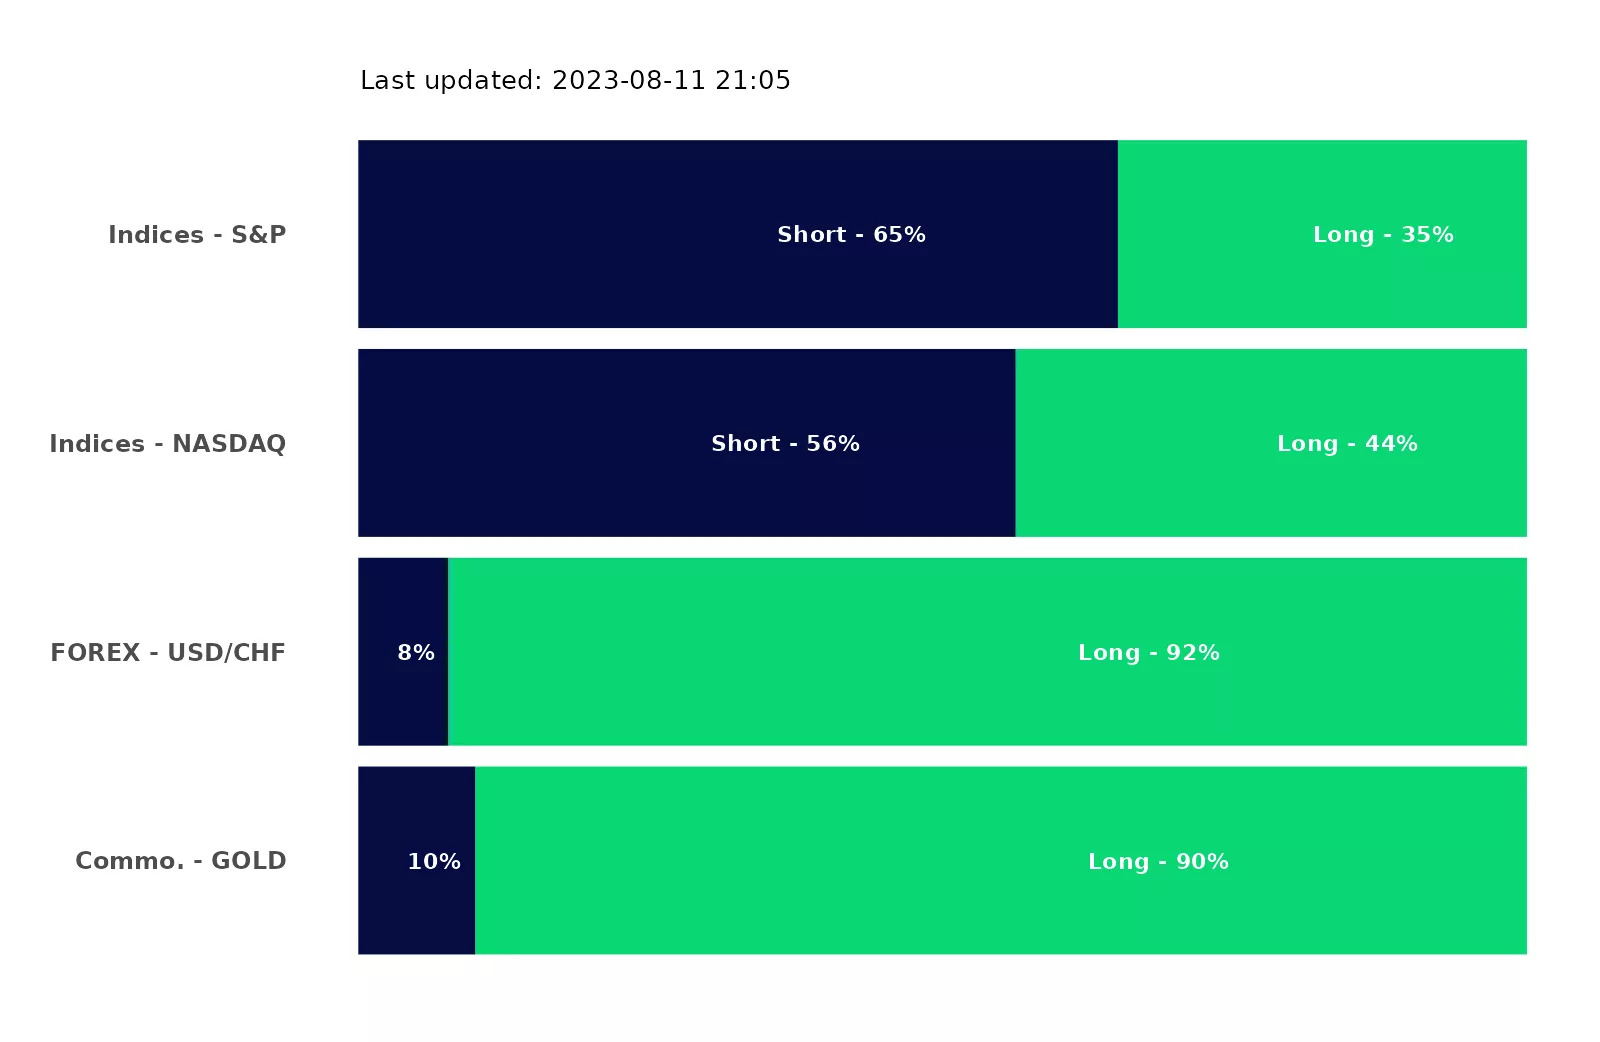 Last updated: 2023-08-11 21:05
Indices - S&P Short - 65% Long - 35%
Indices - NASDAQ Short - 56% Long - 44%
FOREX - USD/CHF 8% Long - 92%
Commo. - GOLD 10% Long - 90%